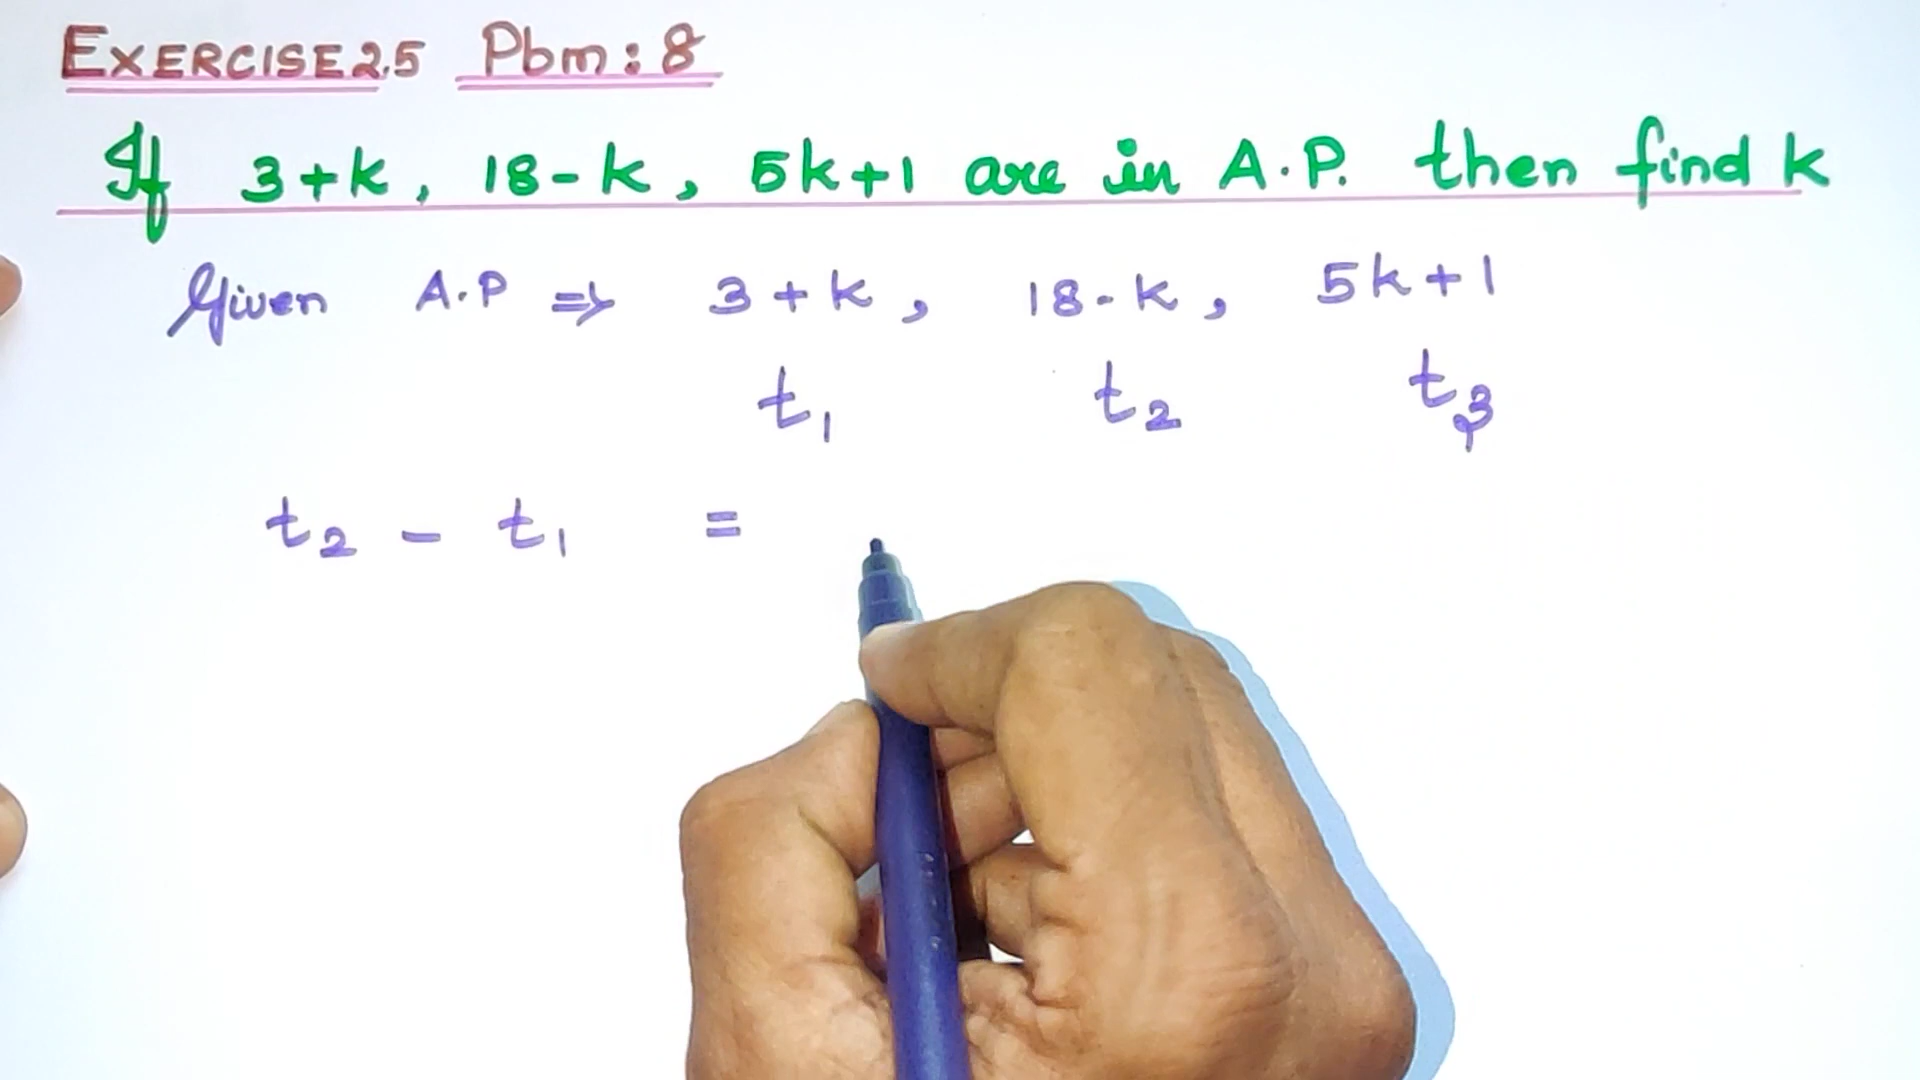 EXERCISE 2.5 Pbm: 8
If 3+k, 18-k, 5k+1 are in A.P. then find k
Given A.P ⇒ 3+k, 18-k, 5k+1
t₁ t₂ t₃
t₂ - t₁ =